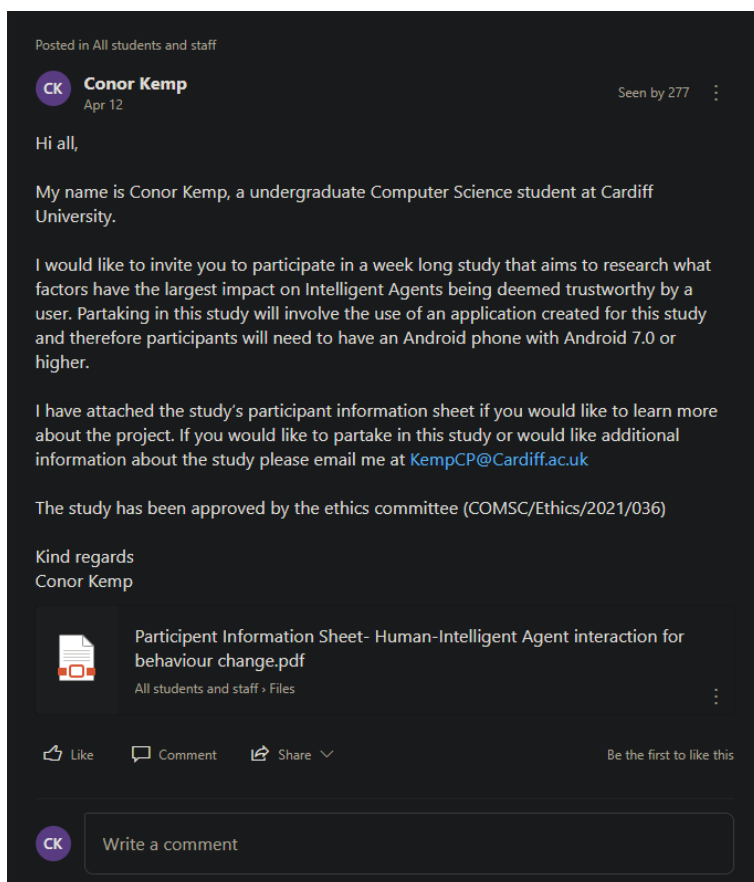 Posted in All students and staff
CK
Conor Kemp
Apr 12
Seen by 277
Hi all,
My name is Conor Kemp, a undergraduate Computer Science student at Cardiff
University.
I would like to invite you to participate in a week long study that aims to research what
factors have the largest impact on Intelligent Agents being deemed trustworthy by a
user. Partaking in this study will involve the use of an application created for this study
and therefore participants will need to have an Android phone with Android 7.0 or
higher.
I have attached the study's participant information sheet if you would like to learn more
about the project. If you would like to partake in this study or would like additional
information about the study please email me at KempCP@Cardiff.ac.uk
The study has been approved by the ethics committee (COMSC/Ethics/2021/036)
Kind regards
Conor Kemp
Participent Information Sheet- Human-Intelligent Agent interaction for
behaviour change.pdf
All students and staff › Files
Like
Comment
Share
Be the first to like this
CK
Write a comment